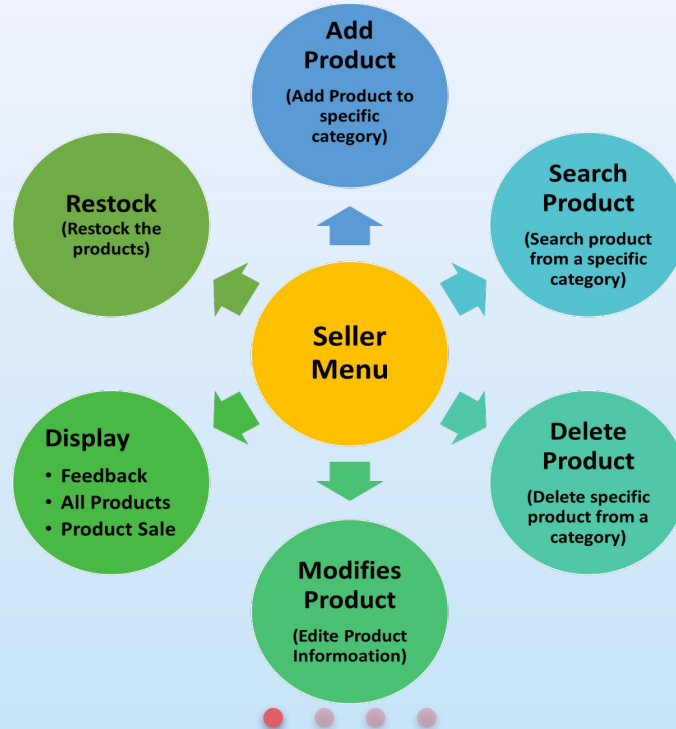 Add
Product
(Add Product to
specific
category)
Search
Product
(Search product
from a specific
category)
Delete
Product
(Delete specific
product from a
category)
Modifies
Product
(Edite Product
Informoation)
Display
• Feedback
• All Products
• Product Sale
Restock
(Restock the
products)
Seller
Menu